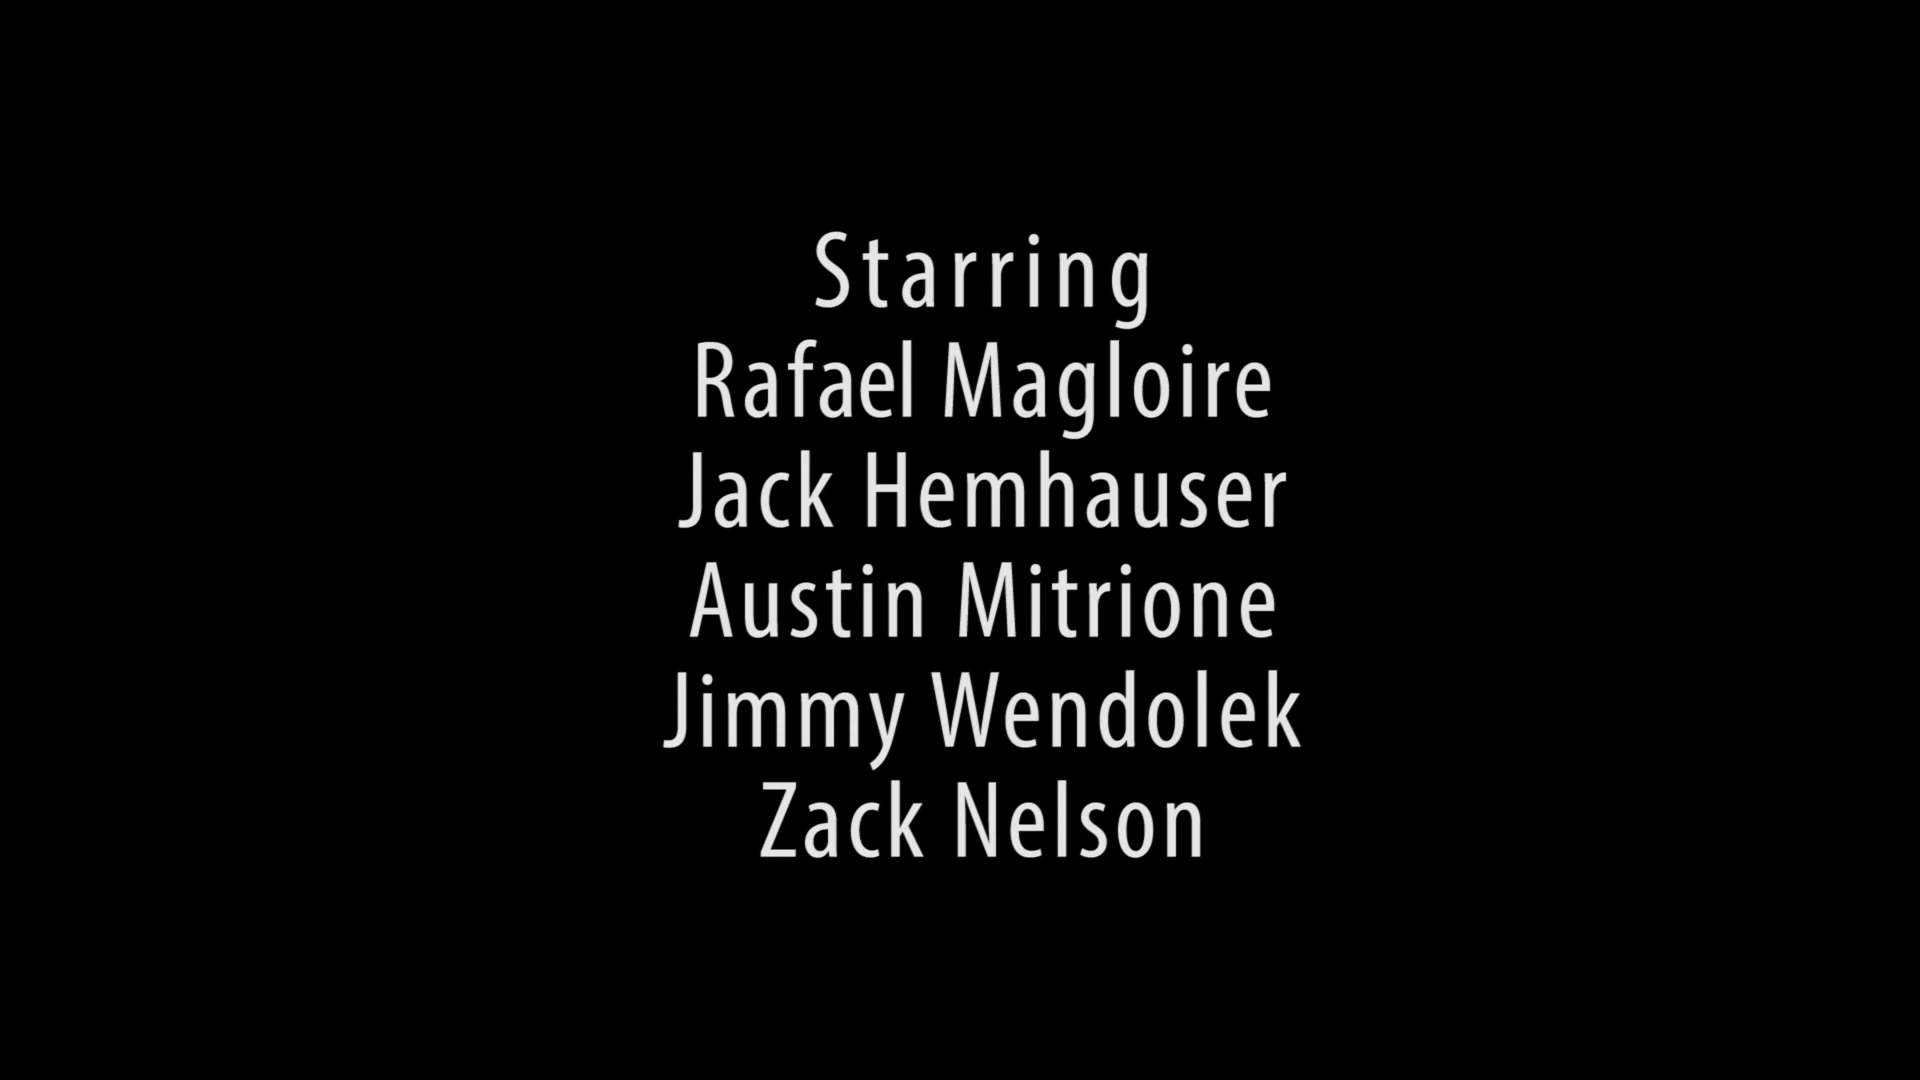 Starring
Rafael Magloire
Jack Hemhauser
Austin Mitrione
Jimmy Wendolek
Zack Nelson